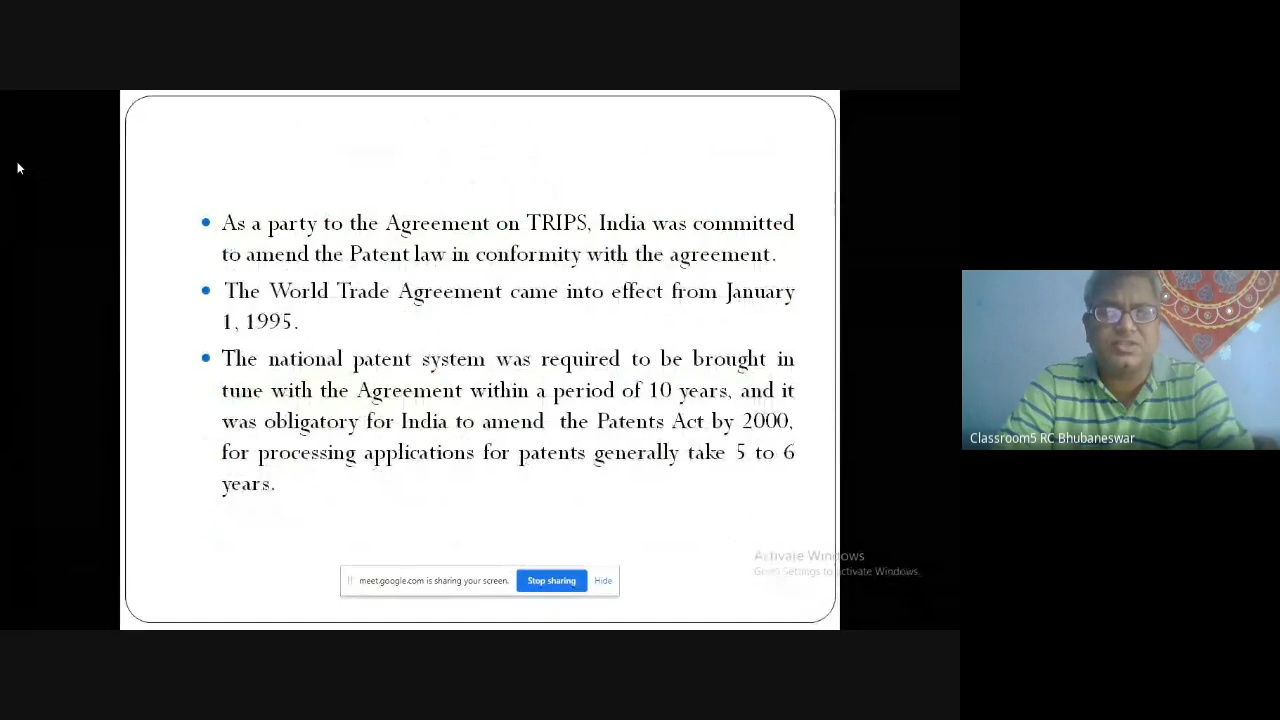 As a party to the Agreement on TRIPS, India was committed
to amend the Patent law in conformity with the agreement.
The World Trade Agreement came into effect from January
1, 1995.
The national patent system was required to be brought in
tune with the Agreement within a period of 10 years, and it
was obligatory for India to amend the Patents Act by 2000,
for processing applications for patents generally take 5 to 6
years.
Classroom5 RC Bhubaneswar
Activate Windows
Go to Settings to activate Windows.
meet.google.com is sharing your screen.
Stop sharing
Hide